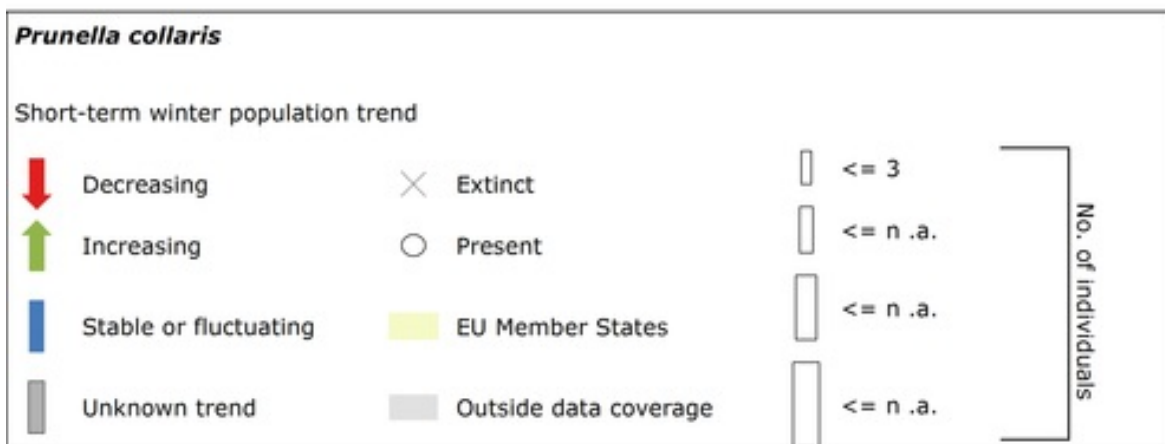 Prunella collaris
Short-term winter population trend
Decreasing
Extinct
<= 3
Increasing
Present
<= n .a.
Stable or fluctuating
EU Member States
<= n .a.
Unknown trend
Outside data coverage
<= n .a.
No. of individuals